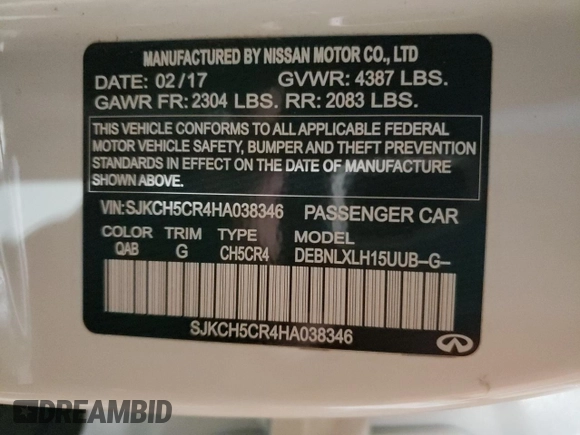 MANUFACTURED BY NISSAN MOTOR CO., LTD
DATE: 02/17 GVWR: 4387 LBS.
GAWR FR: 2304 LBS. RR: 2083 LBS.
THIS VEHICLE CONFORMS TO ALL APPLICABLE FEDERAL
MOTOR VEHICLE SAFETY, BUMPER AND THEFT PREVENTION
STANDARDS IN EFFECT ON THE DATE OF MANUFACTURE
SHOWN ABOVE.
VIN:SJKCH5CR4HA038346 PASSENGER CAR
COLOR TRIM TYPE MODEL
QAB G CH5CR4 DEBNLXLH15UUB-G-
SJKCH5CR4HA038346
DREAMBID